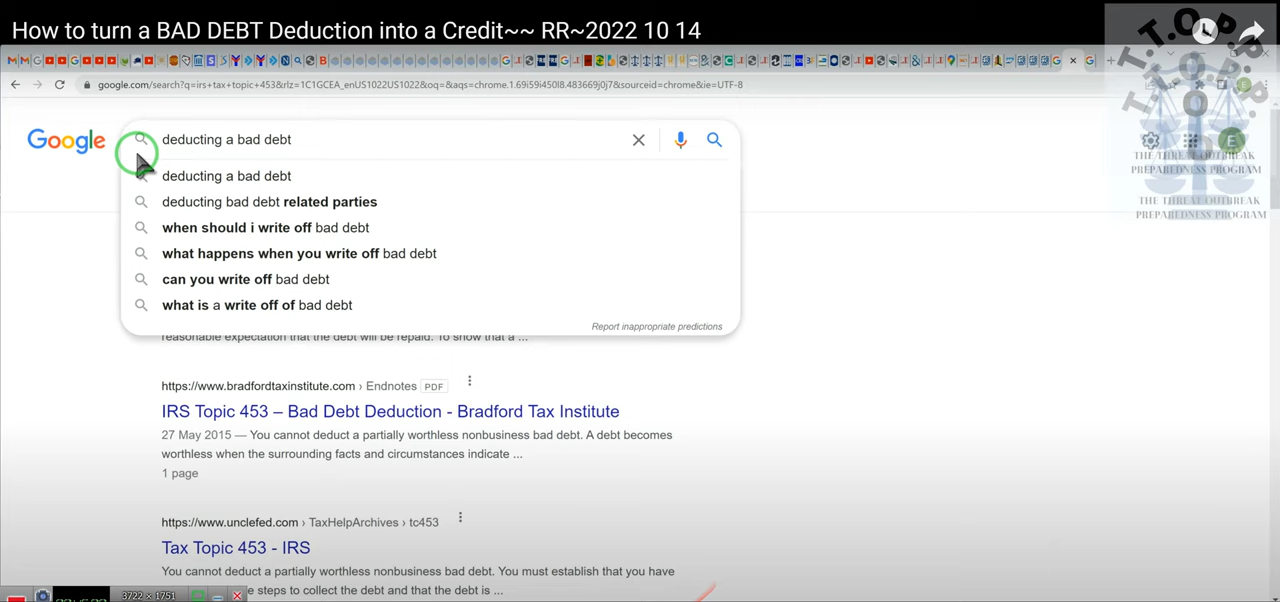 How to turn a BAD DEBT Deduction into a Credit~~ RR~2022 10 14
T.T.O.P.P.
google.com/search?q=irs+tax+topic+453&rlz=1C1GCEA_enUS1022US1022&oq=&aqs=chrome.1.69i59i450l8.483669j0j7&sourceid=chrome&ie=UTF-8
Google
deducting a bad debt
E
THE THREAT OUTBREAK
PREPAREDNESS PROGRAM
THE THREAT OUTBREAK
PREPAREDNESS PROGRAM
deducting a bad debt
deducting bad debt related parties
when should i write off bad debt
what happens when you write off bad debt
can you write off bad debt
what is a write off of bad debt
Report inappropriate predictions
reasonable expectation that the debt will be repaid. To show that a ...
https://www.bradfordtaxinstitute.com › Endnotes PDF
IRS Topic 453 – Bad Debt Deduction - Bradford Tax Institute
27 May 2015 — You cannot deduct a partially worthless nonbusiness bad debt. A debt becomes
worthless when the surrounding facts and circumstances indicate ...
1 page
https://www.unclefed.com › TaxHelpArchives › tc453
Tax Topic 453 - IRS
You cannot deduct a partially worthless nonbusiness bad debt. You must establish that you have
e steps to collect the debt and that the debt is ...
3722 × 1751